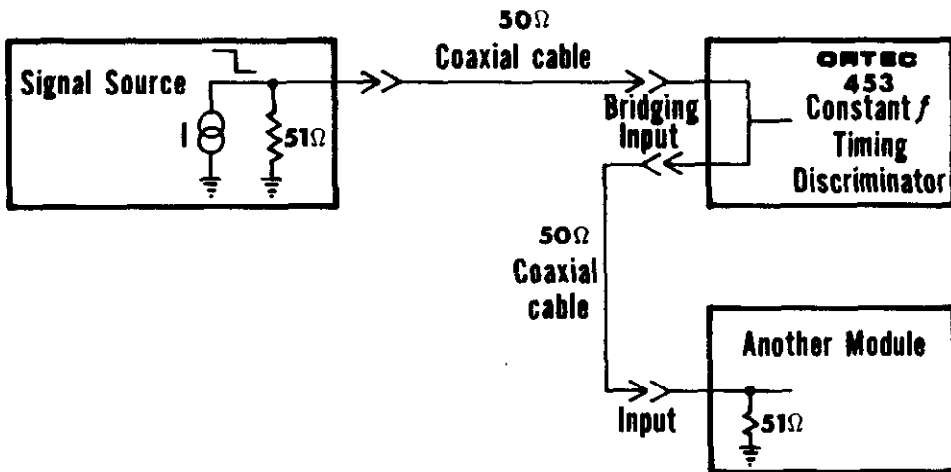 50Ω
Coaxial cable
Signal Source
I
51Ω
Bridging
Input
ORTEC
453
Constant f
Timing
Discriminator
50Ω
Coaxial
cable
Another Module
Input
51Ω